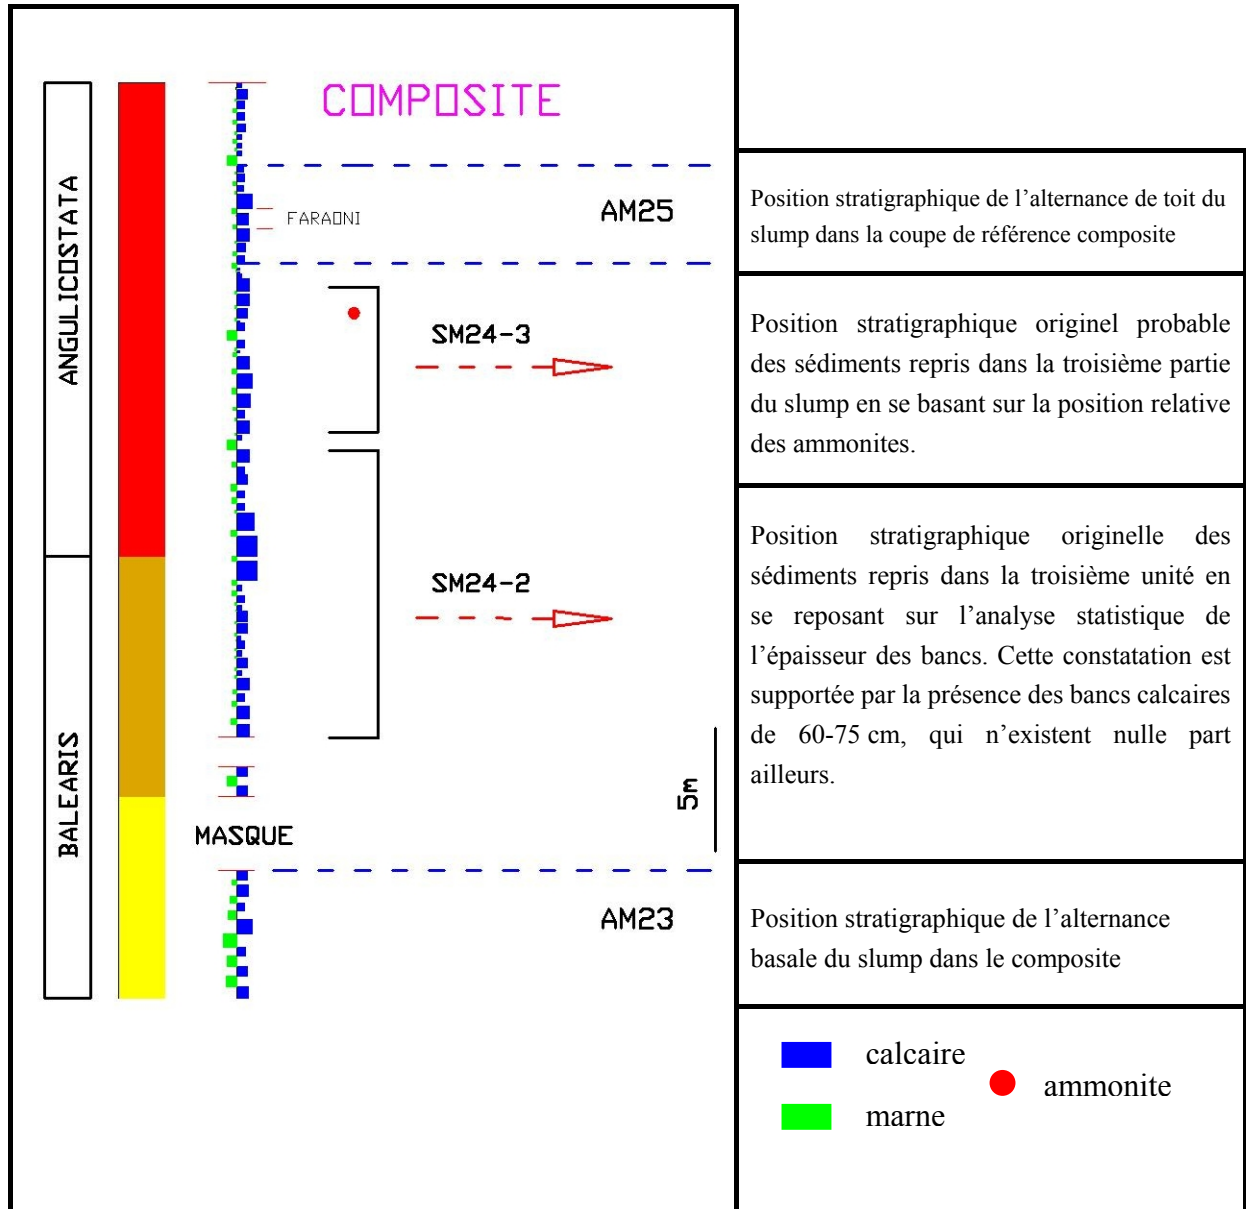 COMPOSITE
ANGULICOSTATA
BALEARIS
FARAONI
AM25
SM24-3
SM24-2
5m
MASQUE
AM23
Position stratigraphique de l’alternance de toit du
slump dans la coupe de référence composite
Position stratigraphique originel probable
des sédiments repris dans la troisième partie
du slump en se basant sur la position relative
des ammonites.
Position stratigraphique originelle des
sédiments repris dans la troisième unité en
se reposant sur l’analyse statistique de
l’épaisseur des bancs. Cette constatation est
supportée par la présence des bancs calcaires
de 60-75 cm, qui n’existent nulle part
ailleurs.
Position stratigraphique de l’alternance
basale du slump dans le composite
calcaire
ammonite
marne